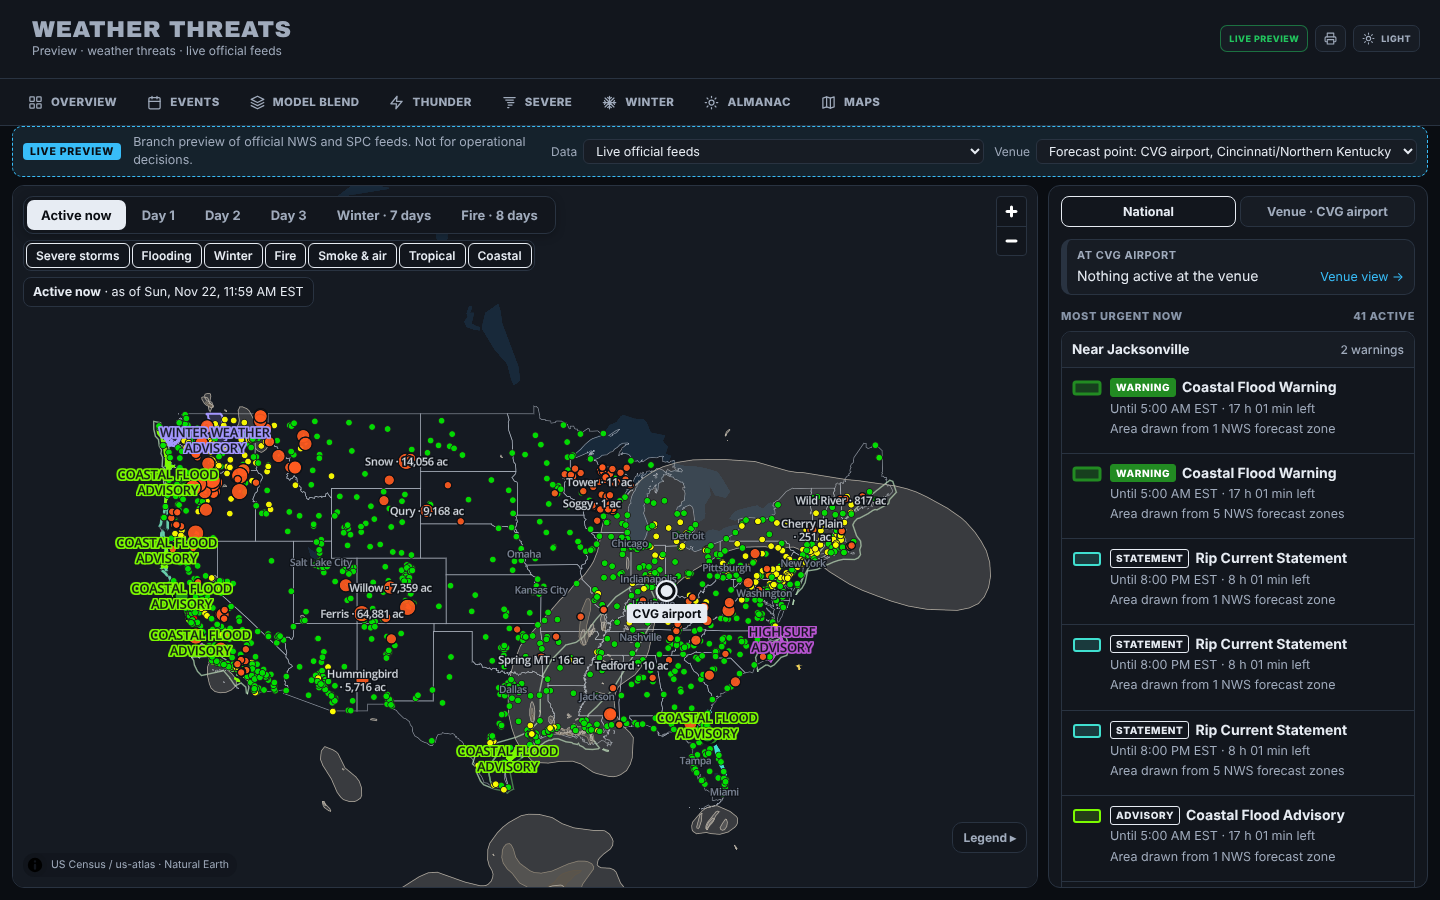 WEATHER THREATS
Preview · weather threats · live official feeds
LIVE PREVIEW
LIGHT
OVERVIEW
EVENTS
MODEL BLEND
THUNDER
SEVERE
WINTER
ALMANAC
MAPS
LIVE PREVIEW
Branch preview of official NWS and SPC feeds. Not for operational
decisions.
Data
Live official feeds
Venue
Forecast point: CVG airport, Cincinnati/Northern Kentucky
Active now
Day 1
Day 2
Day 3
Winter · 7 days
Fire · 8 days
Severe storms
Flooding
Winter
Fire
Smoke & air
Tropical
Coastal
Active now · as of Sun, Nov 22, 11:59 AM EST
+
−
WINTER WEATHER
ADVISORY
COASTAL FLOOD
ADVISORY
Snow · 14,056 ac
Tower · 11 ac
Soggy · 1 ac
Qury · 9,168 ac
Wild River · 817 ac
Cherry Plain
· 251 ac
COASTAL FLOOD
ADVISORY
Chicago
Detroit
Omaha
Salt Lake City
Pittsburgh
New York
Indianapolis
COASTAL FLOOD
ADVISORY
Willow · 7,359 ac
Kansas City
Washington
Ferris · 64,881 ac
CVG airport
COASTAL FLOOD
ADVISORY
Nashville
HIGH SURF
ADVISORY
Spring MT · 16 ac
Tedford · 10 ac
Hummingbird
· 5,716 ac
Dallas
Jackson
COASTAL FLOOD
ADVISORY
COASTAL FLOOD
ADVISORY
Tampa
Miami
Legend ▸
US Census / us-atlas · Natural Earth
National
Venue · CVG airport
AT CVG AIRPORT
Nothing active at the venue
Venue view →
MOST URGENT NOW
41 ACTIVE
Near Jacksonville
2 warnings
WARNING Coastal Flood Warning
Until 5:00 AM EST · 17 h 01 min left
Area drawn from 1 NWS forecast zone
WARNING Coastal Flood Warning
Until 5:00 AM EST · 17 h 01 min left
Area drawn from 5 NWS forecast zones
STATEMENT Rip Current Statement
Until 8:00 PM EST · 8 h 01 min left
Area drawn from 1 NWS forecast zone
STATEMENT Rip Current Statement
Until 8:00 PM EST · 8 h 01 min left
Area drawn from 1 NWS forecast zone
STATEMENT Rip Current Statement
Until 8:00 PM EST · 8 h 01 min left
Area drawn from 5 NWS forecast zones
ADVISORY Coastal Flood Advisory
Until 5:00 AM EST · 17 h 01 min left
Area drawn from 1 NWS forecast zone